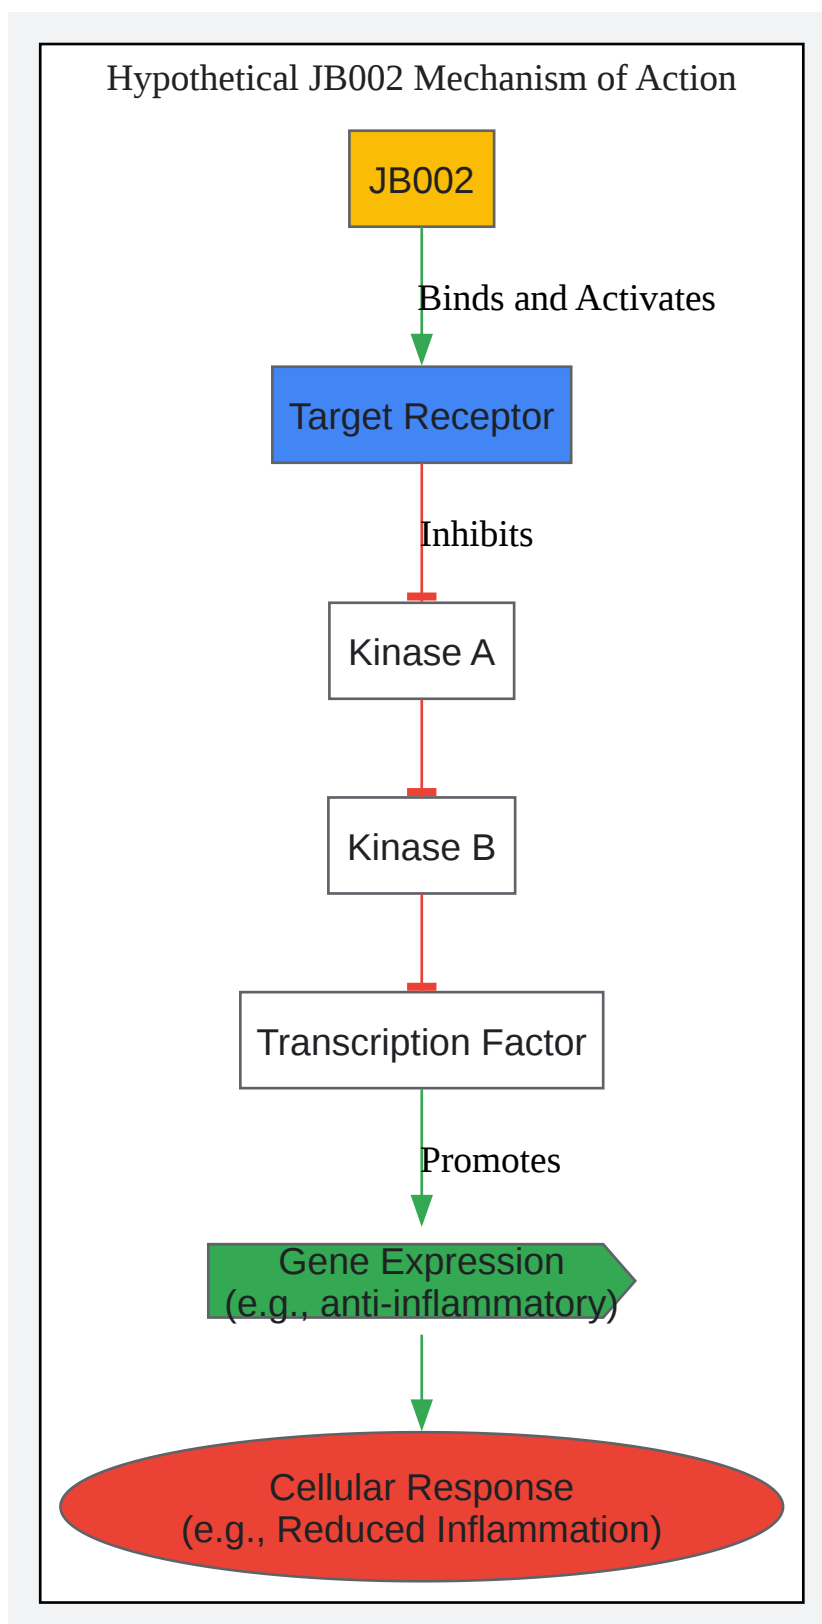 Hypothetical JB002 Mechanism of Action
JB002
Binds and Activates
Target Receptor
Inhibits
Kinase A
Kinase B
Transcription Factor
Promotes
Gene Expression
(e.g., anti-inflammatory)
Cellular Response
(e.g., Reduced Inflammation)